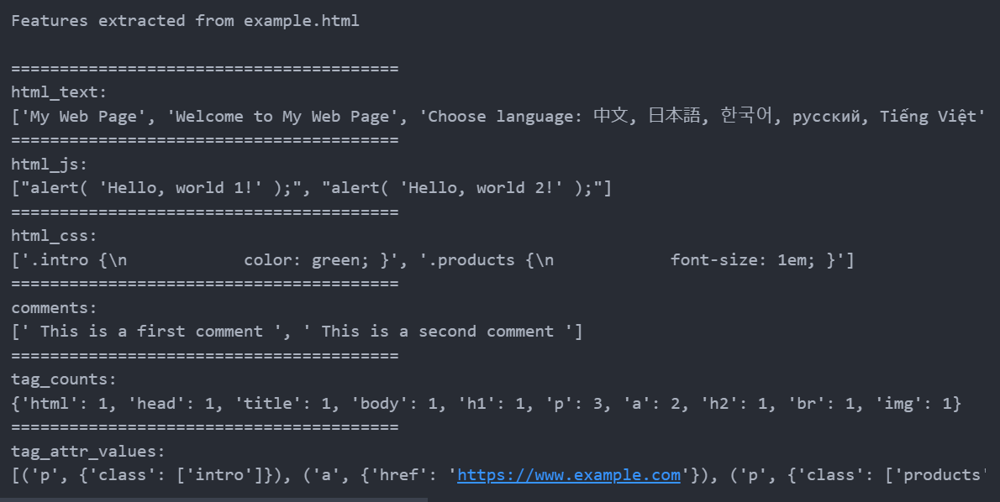 Features extracted from example.html
========================================
html_text:
['My Web Page', 'Welcome to My Web Page', 'Choose language: 中文, 日本語, 한국어, русский, Tiếng Việt'
========================================
html_js:
["alert( 'Hello, world 1!' );", "alert( 'Hello, world 2!' );"]
========================================
html_css:
['.intro {\n            color: green; }', '.products {\n            font-size: 1em; }']
========================================
comments:
[' This is a first comment ', ' This is a second comment ']
========================================
tag_counts:
{'html': 1, 'head': 1, 'title': 1, 'body': 1, 'h1': 1, 'p': 3, 'a': 2, 'h2': 1, 'br': 1, 'img': 1}
========================================
tag_attr_values:
[('p', {'class': ['intro']}), ('a', {'href': 'https://www.example.com'}), ('p', {'class': ['products'